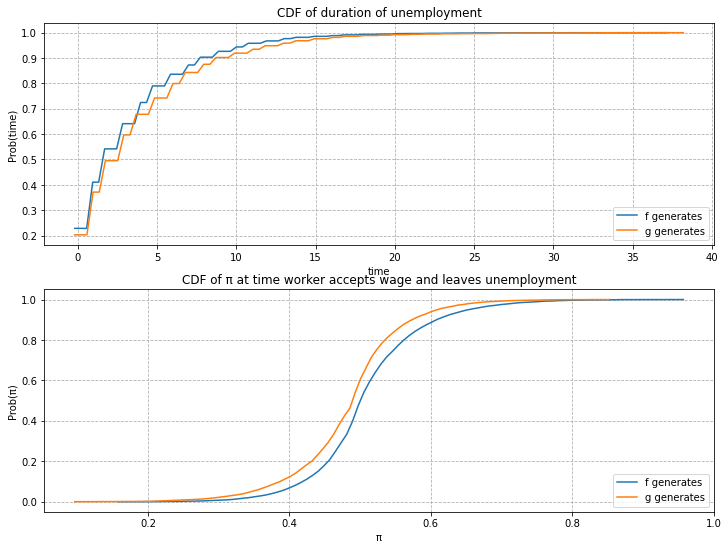 CDF of duration of unemployment
Prob(time)
1.0
0.9
0.8
0.7
0.6
0.5
0.4
0.3
0.2
f generates
g generates
0 5 10 15 20 25 30 35 40
time
CDF of π at time worker accepts wage and leaves unemployment
Prob(π)
1.0
0.8
0.6
0.4
0.2
0.0
f generates
g generates
0.2 0.4 0.6 0.8 1.0
π